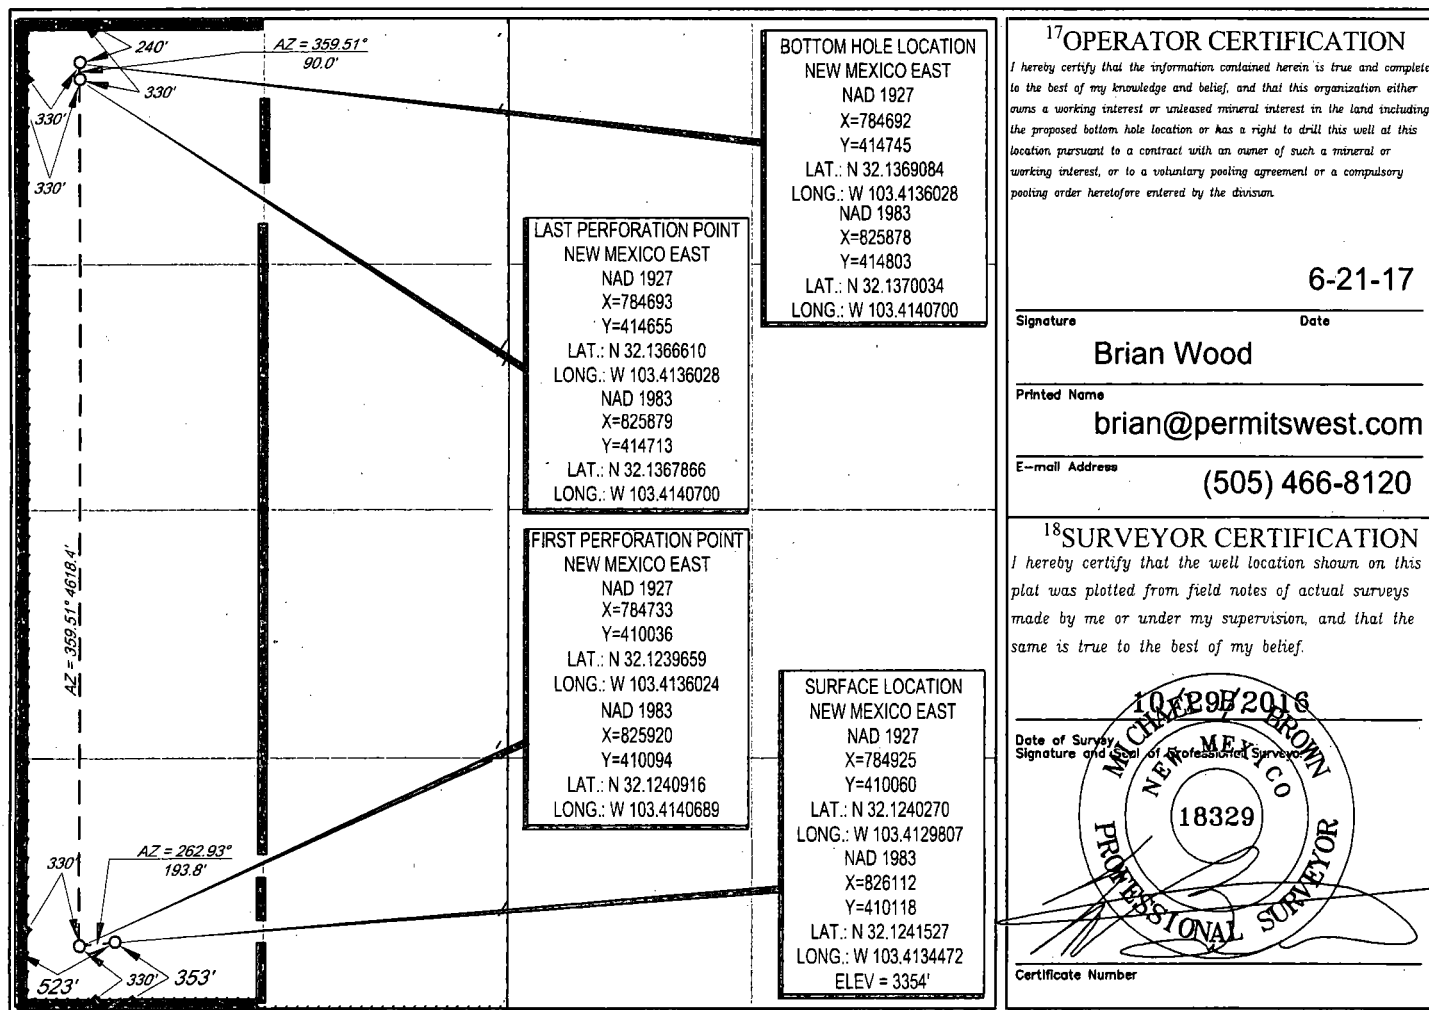 240'
AZ = 359.51°
90.0'
330'
330'
330'
BOTTOM HOLE LOCATION
NEW MEXICO EAST
NAD 1927
X=784692
Y=414745
LAT.: N 32.1369084
LONG.: W 103.4136028
NAD 1983
X=825878
Y=414803
LAT.: N 32.1370034
LONG.: W 103.4140700
LAST PERFORATION POINT
NEW MEXICO EAST
NAD 1927
X=784693
Y=414655
LAT.: N 32.1366610
LONG.: W 103.4136028
NAD 1983
X=825879
Y=414713
LAT.: N 32.1367866
LONG.: W 103.4140700
AZ = 359.51° 4618.4'
FIRST PERFORATION POINT
NEW MEXICO EAST
NAD 1927
X=784733
Y=410036
LAT.: N 32.1239659
LONG.: W 103.4136024
NAD 1983
X=825920
Y=410094
LAT.: N 32.1240916
LONG.: W 103.4140689
SURFACE LOCATION
NEW MEXICO EAST
NAD 1927
X=784925
Y=410060
LAT.: N 32.1240270
LONG.: W 103.4129807
NAD 1983
X=826112
Y=410118
LAT.: N 32.1241527
LONG.: W 103.4134472
ELEV = 3354'
330'
AZ = 262.93°
193.8'
523'
330'
353'
17 OPERATOR CERTIFICATION
I hereby certify that the information contained herein is true and complete
to the best of my knowledge and belief, and that this organization either
owns a working interest or unleased mineral interest in the land including
the proposed bottom hole location or has a right to drill this well at this
location pursuant to a contract with an owner of such a mineral or
working interest, or to a voluntary pooling agreement or a compulsory
pooling order heretofore entered by the division.
6-21-17
Signature Date
Brian Wood
Printed Name
brian@permitswest.com
E-mail Address
(505) 466-8120
18 SURVEYOR CERTIFICATION
I hereby certify that the well location shown on this
plat was plotted from field notes of actual surveys
made by me or under my supervision, and that the
same is true to the best of my belief.
10/29/2016
Date of Survey
Signature and Seal of Professional Surveyor:
MICHAEL B. BROWN
NEW MEXICO
18329
PROFESSIONAL SURVEYOR
Certificate Number